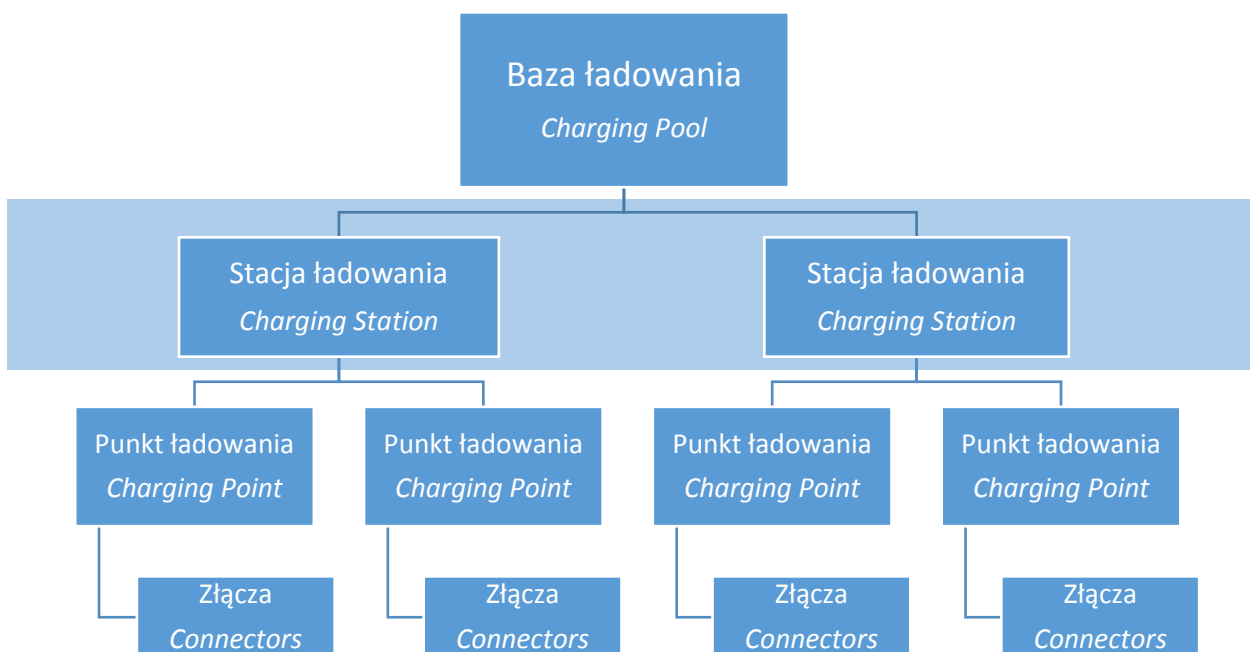 Baza ładowania
Charging Pool
Stacja ładowania
Charging Station
Stacja ładowania
Charging Station
Punkt ładowania
Charging Point
Punkt ładowania
Charging Point
Punkt ładowania
Charging Point
Punkt ładowania
Charging Point
Złącza
Connectors
Złącza
Connectors
Złącza
Connectors
Złącza
Connectors